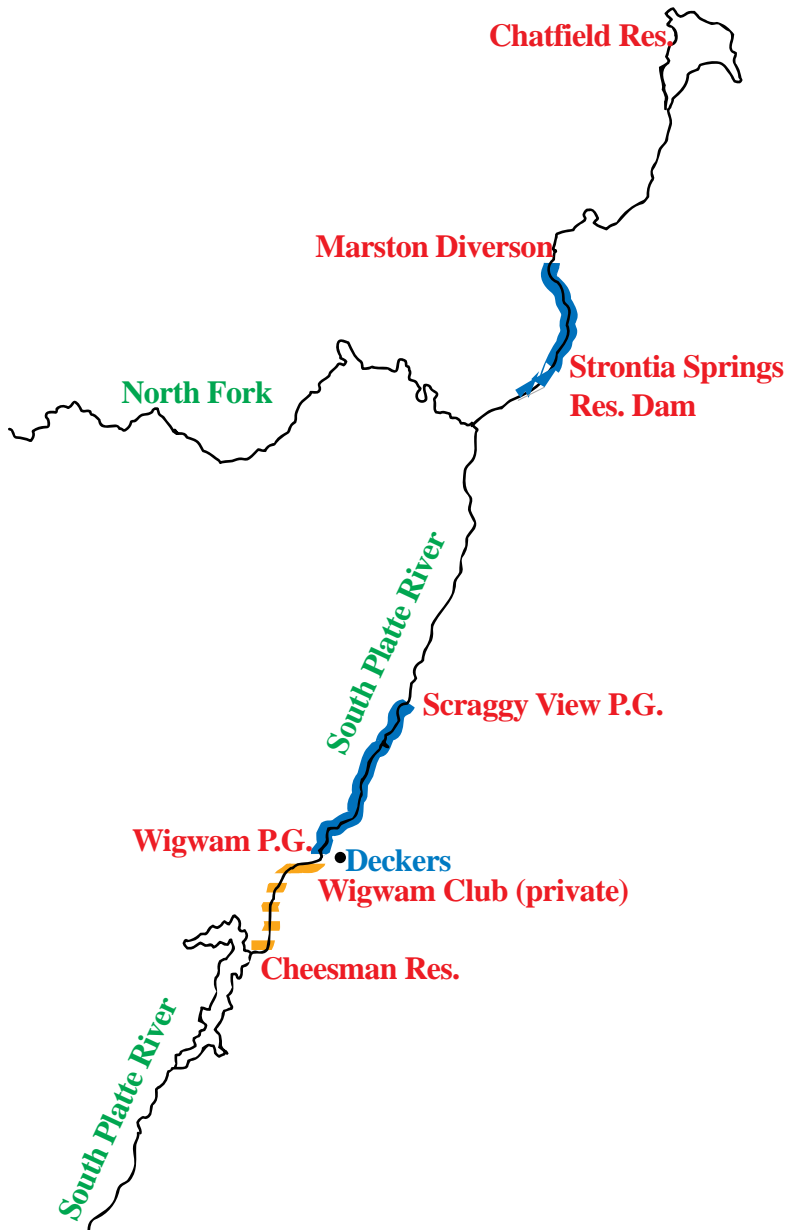 Chatfield Res.
Marston Diverson
Strontia Springs
Res. Dam
North Fork
South Platte River
Scraggy View P.G.
Wigwam P.G.
Deckers
Wigwam Club (private)
Cheesman Res.
South Platte River